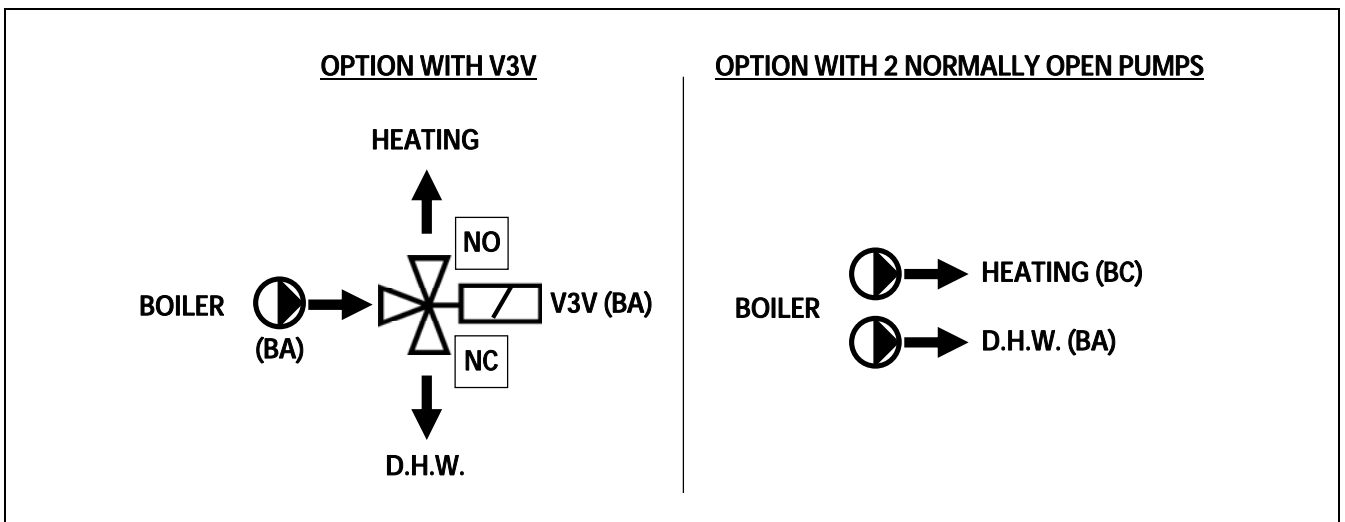 OPTION WITH V3V
HEATING
NO
BOILER
V3V (BA)
(BA)
NC
D.H.W.
OPTION WITH 2 NORMALLY OPEN PUMPS
HEATING (BC)
BOILER
D.H.W. (BA)